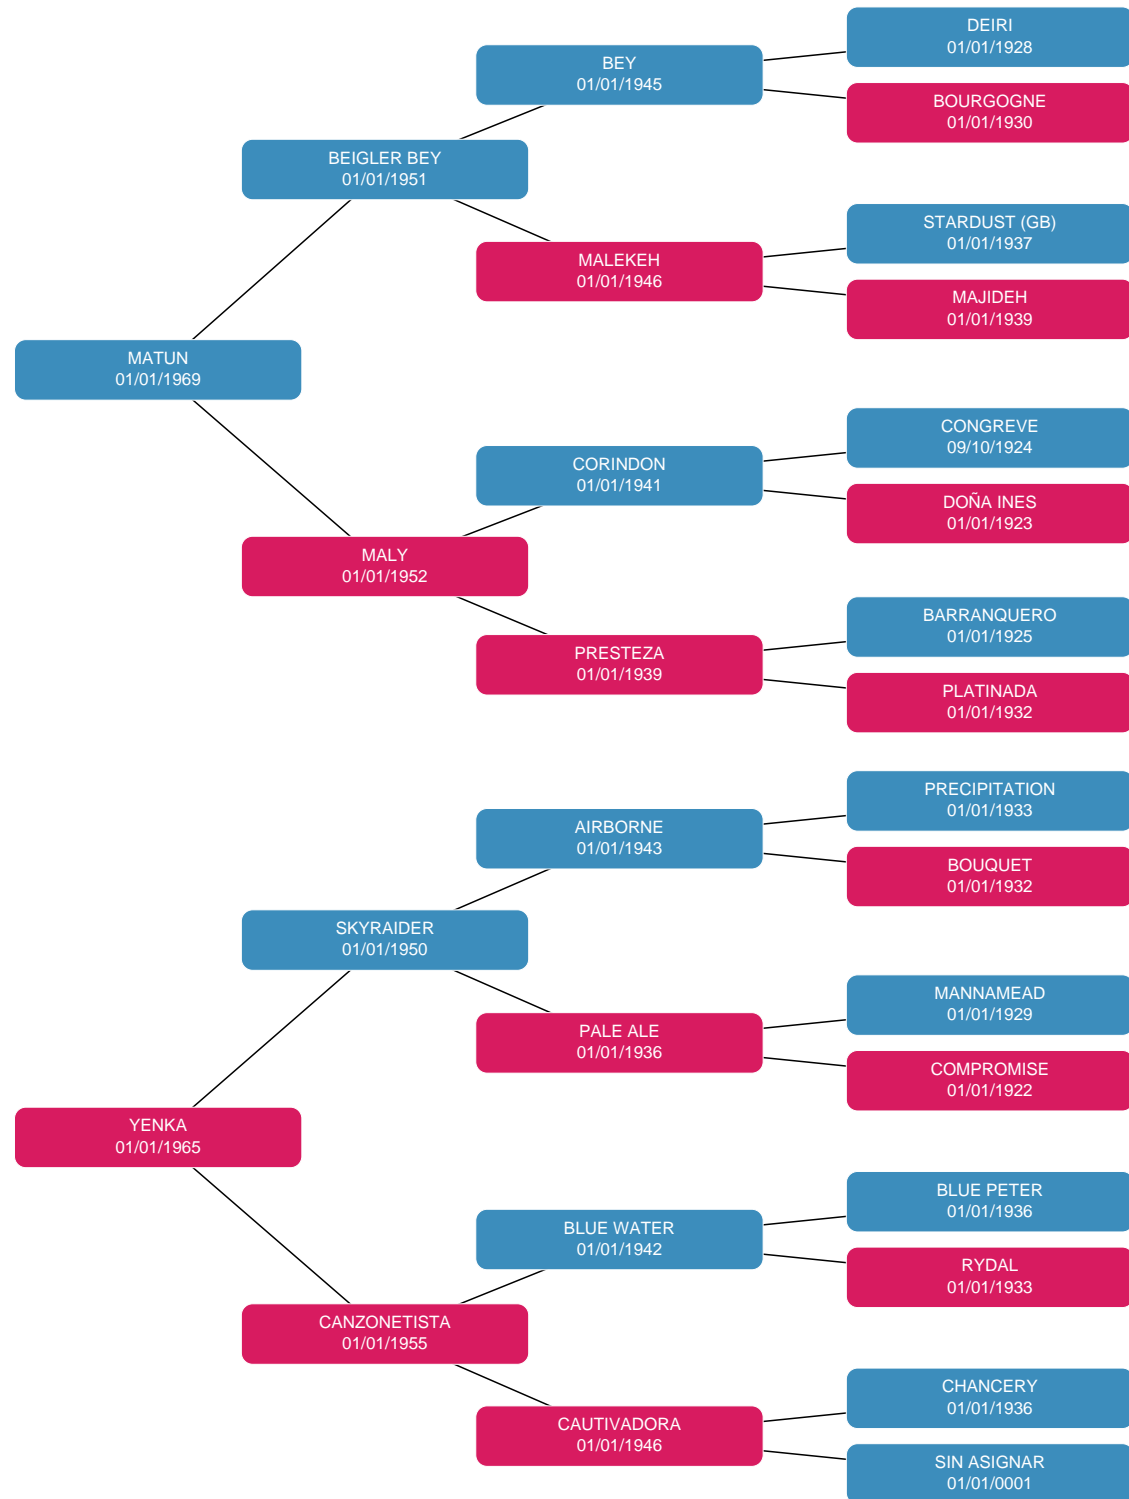 DEIRI
01/01/1928
BEY
01/01/1945
BOURGOGNE
01/01/1930
BEIGLER BEY
01/01/1951
STARDUST (GB)
01/01/1937
MALEKEH
01/01/1946
MAJIDEH
01/01/1939
MATUN
01/01/1969
CONGREVE
09/10/1924
CORINDON
01/01/1941
DOÑA INES
01/01/1923
MALY
01/01/1952
BARRANQUERO
01/01/1925
PRESTEZA
01/01/1939
PLATINADA
01/01/1932
PRECIPITATION
01/01/1933
AIRBORNE
01/01/1943
BOUQUET
01/01/1932
SKYRAIDER
01/01/1950
MANNAMEAD
01/01/1929
PALE ALE
01/01/1936
COMPROMISE
01/01/1922
YENKA
01/01/1965
BLUE PETER
01/01/1936
BLUE WATER
01/01/1942
RYDAL
01/01/1933
CANZONETISTA
01/01/1955
CHANCERY
01/01/1936
CAUTIVADORA
01/01/1946
SIN ASIGNAR
01/01/0001